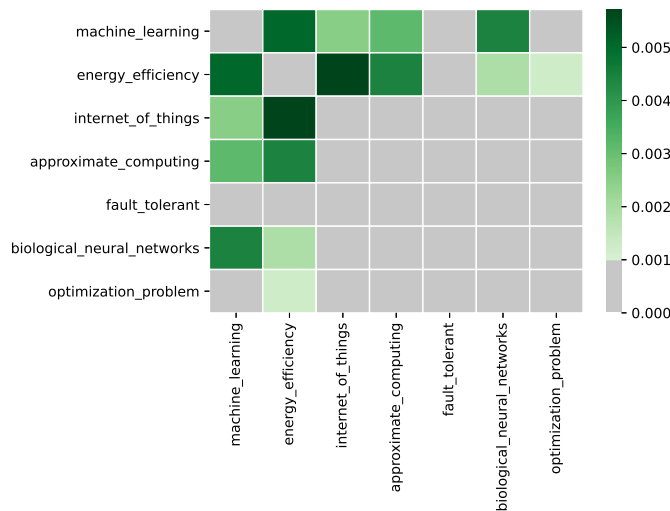 machine_learning
energy_efficiency
internet_of_things
approximate_computing
fault_tolerant
biological_neural_networks
optimization_problem
0.005
0.004
0.003
0.002
0.001
0.000
machine_learning
energy_efficiency
internet_of_things
approximate_computing
fault_tolerant
biological_neural_networks
optimization_problem